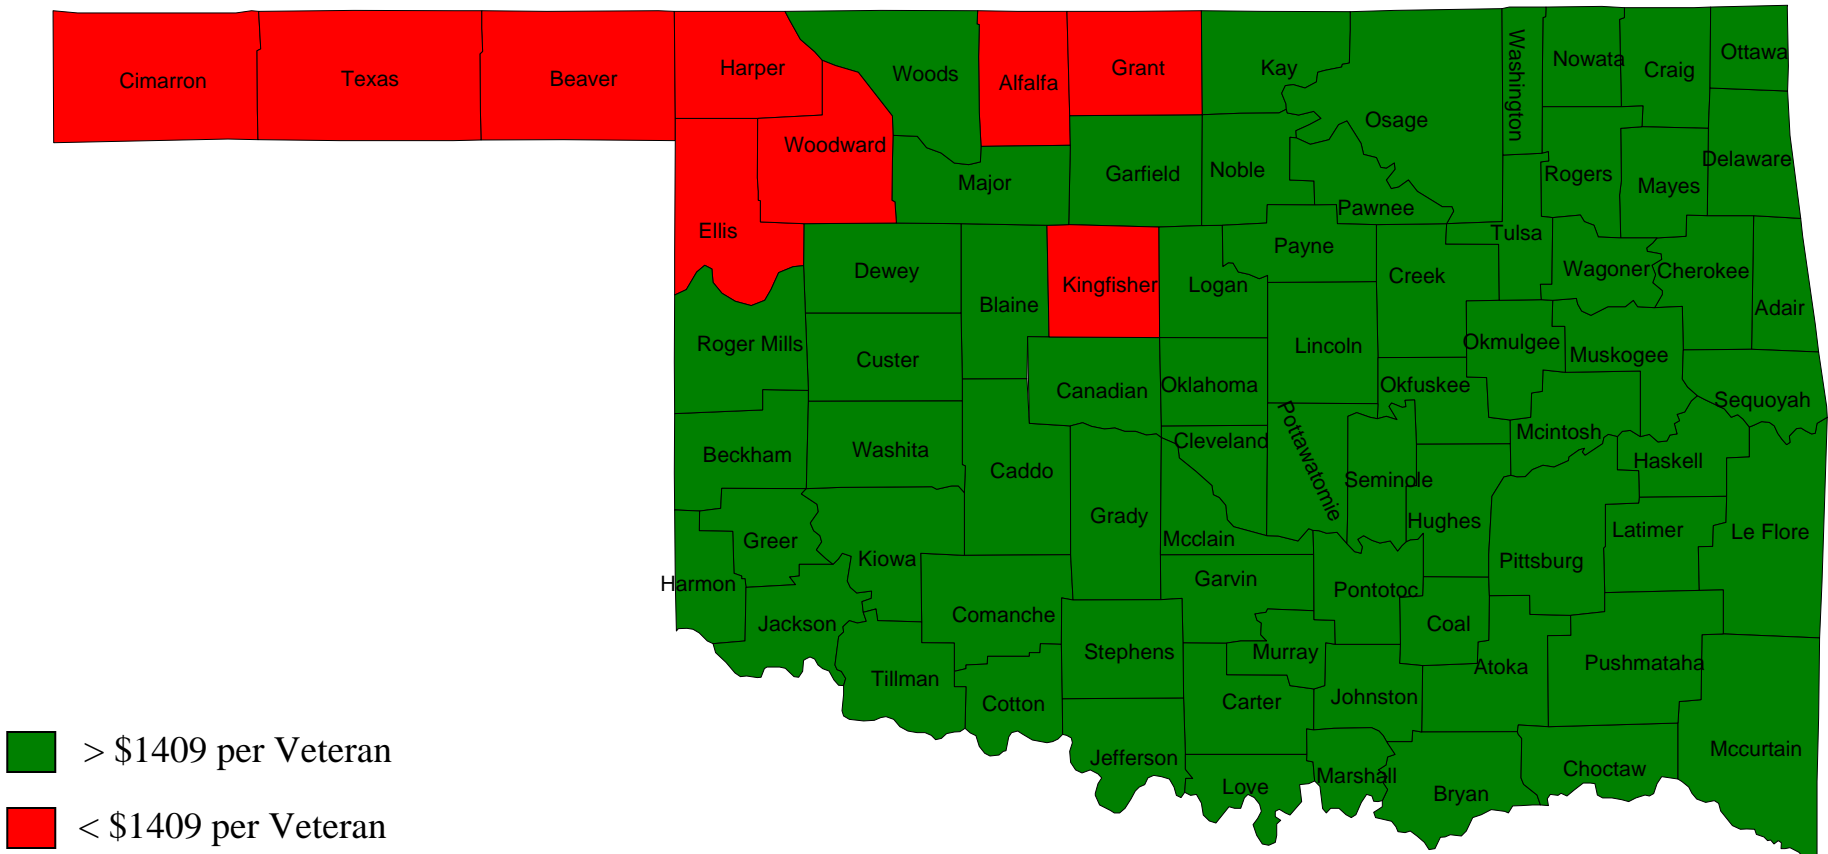 Cimarron
Texas
Beaver
Harper
Woods
Alfalfa
Grant
Kay
Washington
Nowata
Craig
Ottawa
Osage
Woodward
Major
Garfield
Noble
Pawnee
Rogers
Mayes
Delaware
Ellis
Dewey
Blaine
Kingfisher
Logan
Payne
Creek
Tulsa
Wagoner
Cherokee
Adair
Roger Mills
Custer
Canadian
Oklahoma
Lincoln
Okfuskee
Okmulgee
Muskogee
Sequoyah
Beckham
Washita
Caddo
Grady
Cleveland
Pottawatomie
Seminole
Hughes
Mcintosh
Haskell
Greer
Kiowa
Mcclain
Pittsburg
Latimer
Le Flore
Harmon
Jackson
Comanche
Garvin
Pontotoc
Coal
Tillman
Cotton
Stephens
Murray
Carter
Johnston
Atoka
Pushmataha
Jefferson
Love
Marshall
Bryan
Choctaw
Mccurtain
> $1409 per Veteran
< $1409 per Veteran